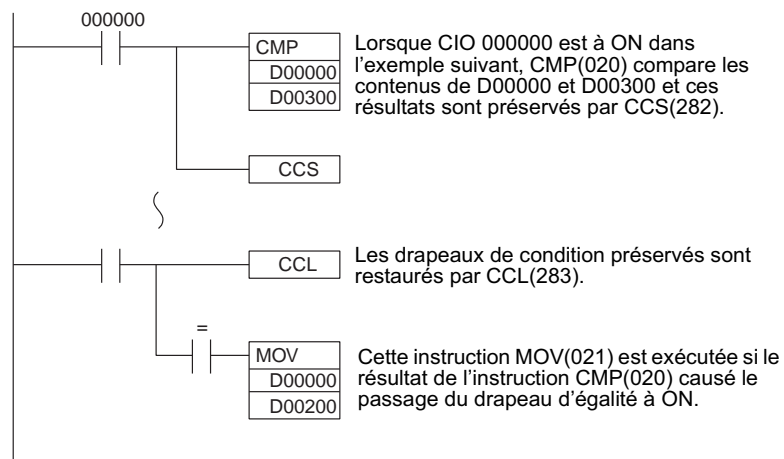 000000
CMP
D00000
D00300
Lorsque CIO 000000 est à ON dans
l'exemple suivant, CMP(020) compare les
contenus de D00000 et D00300 et ces
résultats sont préservés par CCS(282).
CCS
CCL
Les drapeaux de condition préservés sont
restaurés par CCL(283).
=
MOV
D00000
D00200
Cette instruction MOV(021) est exécutée si le
résultat de l'instruction CMP(020) causé le
passage du drapeau d'égalité à ON.